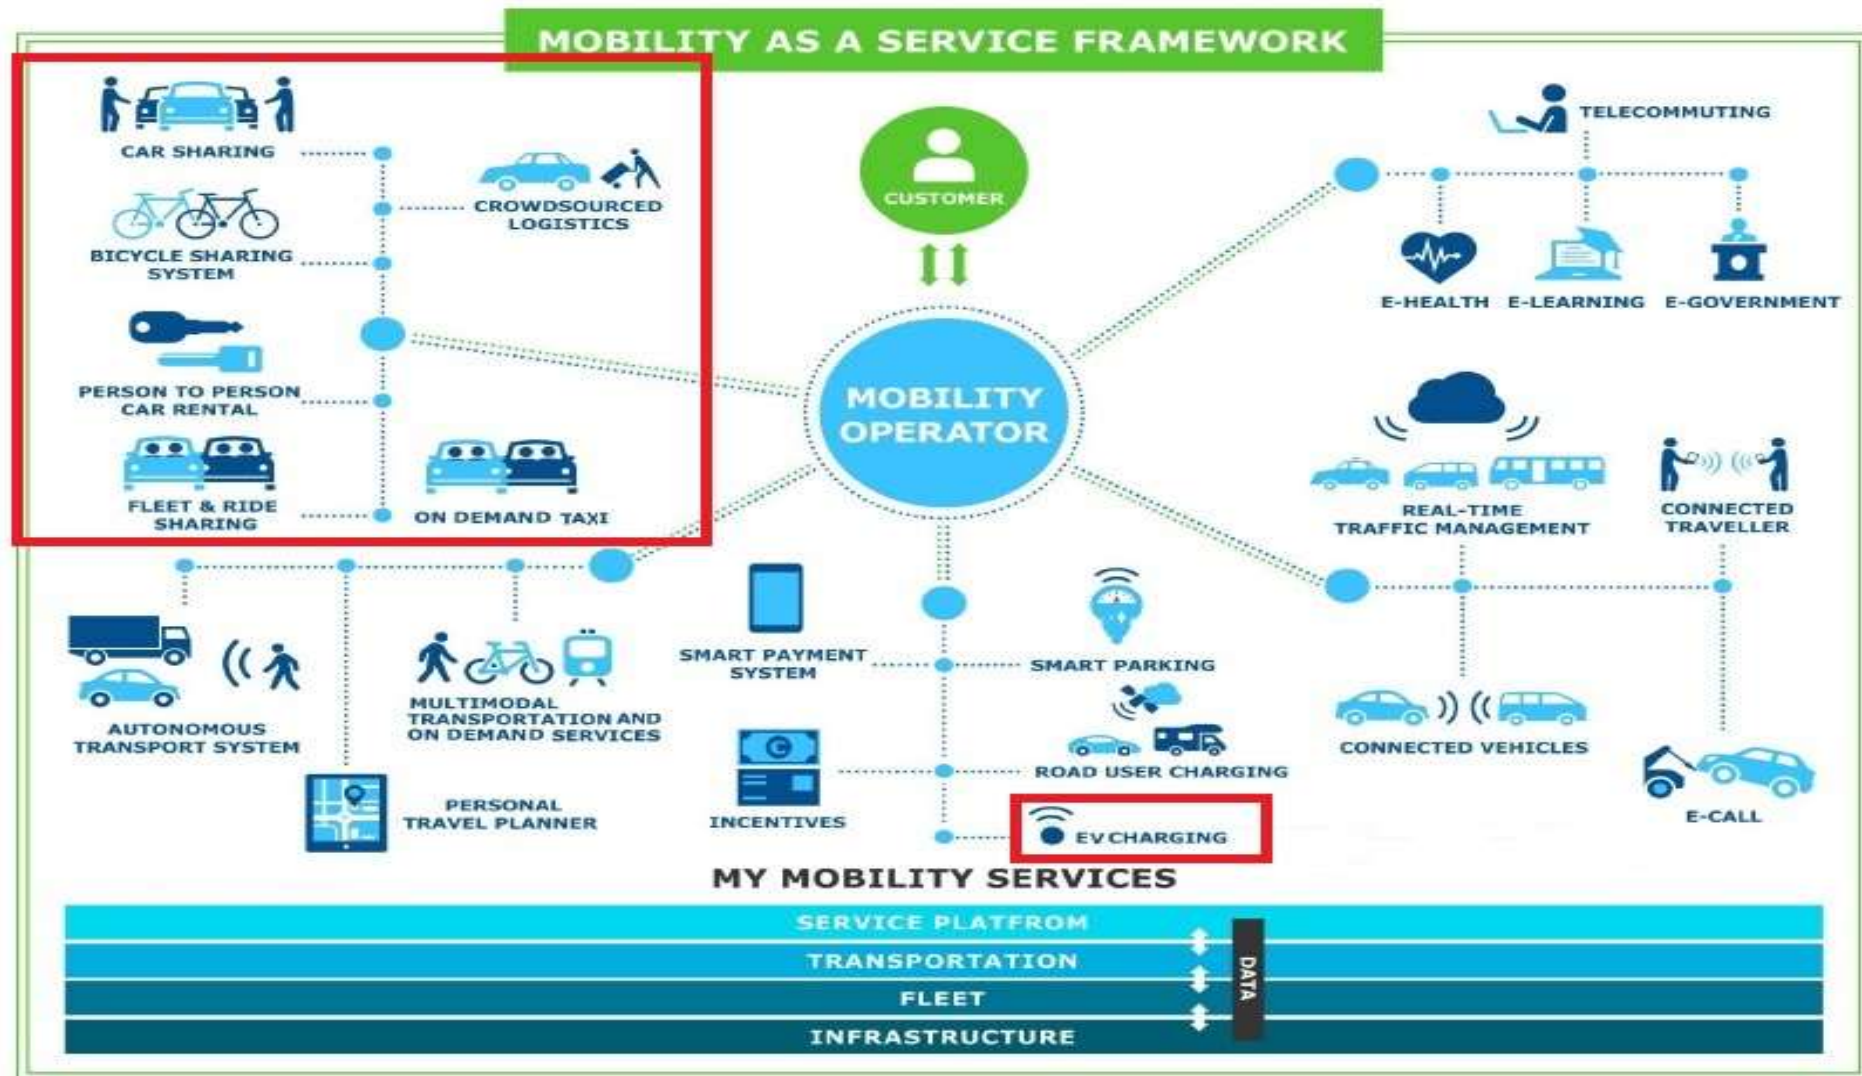 MOBILITY AS A SERVICE FRAMEWORK
CAR SHARING
CROWDSOURCED
LOGISTICS
BICYCLE SHARING
SYSTEM
PERSON TO PERSON
CAR RENTAL
FLEET & RIDE
SHARING
ON DEMAND TAXI
CUSTOMER
MOBILITY
OPERATOR
TELECOMMUTING
E-HEALTH
E-LEARNING
E-GOVERNMENT
REAL-TIME
TRAFFIC MANAGEMENT
CONNECTED
TRAVELLER
CONNECTED VEHICLES
E-CALL
AUTONOMOUS
TRANSPORT SYSTEM
MULTIMODAL
TRANSPORTATION AND
ON DEMAND SERVICES
PERSONAL
TRAVEL PLANNER
SMART PAYMENT
SYSTEM
SMART PARKING
INCENTIVES
ROAD USER CHARGING
EV CHARGING
MY MOBILITY SERVICES
SERVICE PLATFROM
TRANSPORTATION
FLEET
INFRASTRUCTURE
DATA